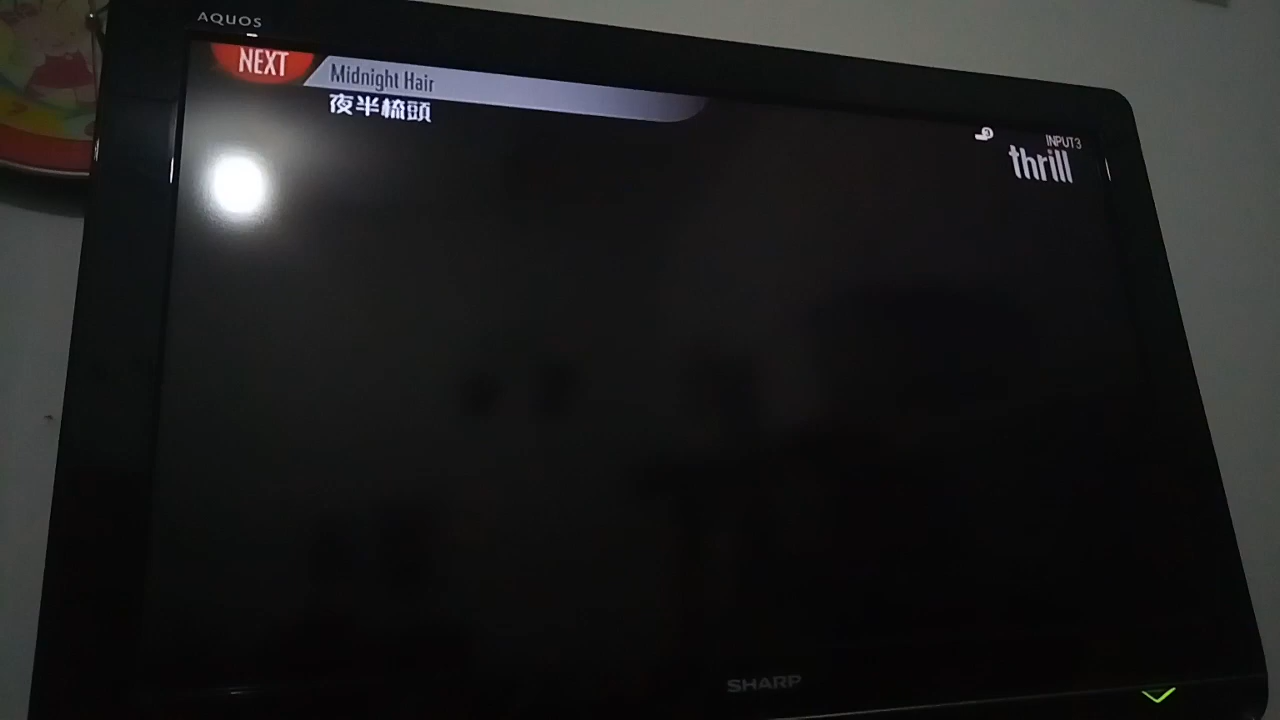 AQUOS
NEXT
Midnight Hair
夜半梳頭
INPUT3
thrill
SHARP